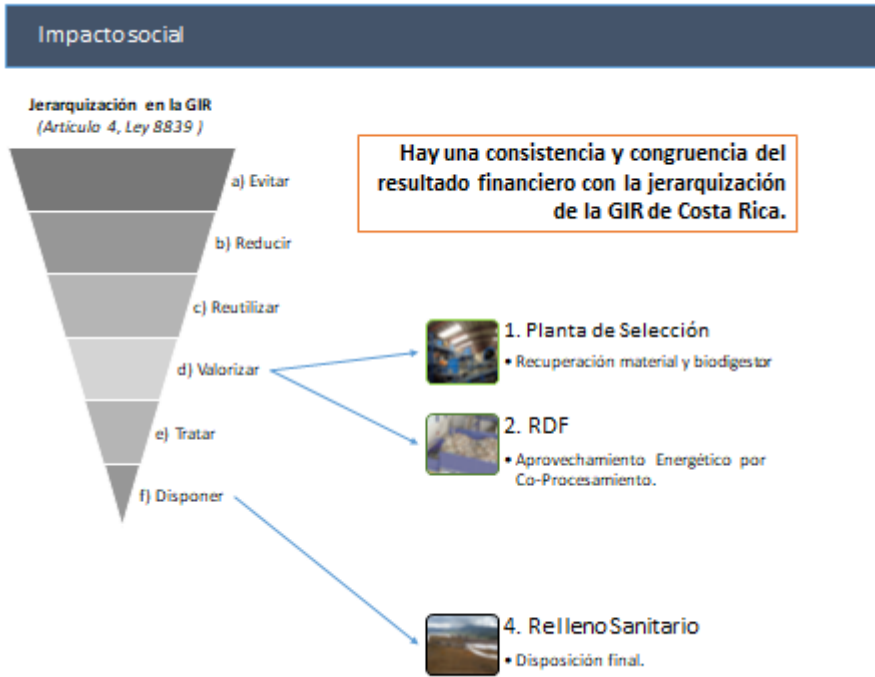 Impacto social
Jerarquización en la GIR
(Artículo 4, Ley 8839 )
Hay una consistencia y congruencia del
resultado financiero con la jerarquización
de la GIR de Costa Rica.
a) Evitar
b) Reducir
c) Reutilizar
d) Valorizar
e) Tratar
f) Disponer
1. Planta de Selección
• Recuperación material y biodigestor
2. RDF
• Aprovechamiento Energético por
Co-Procesamiento.
4. Relleno Sanitario
• Disposición final.